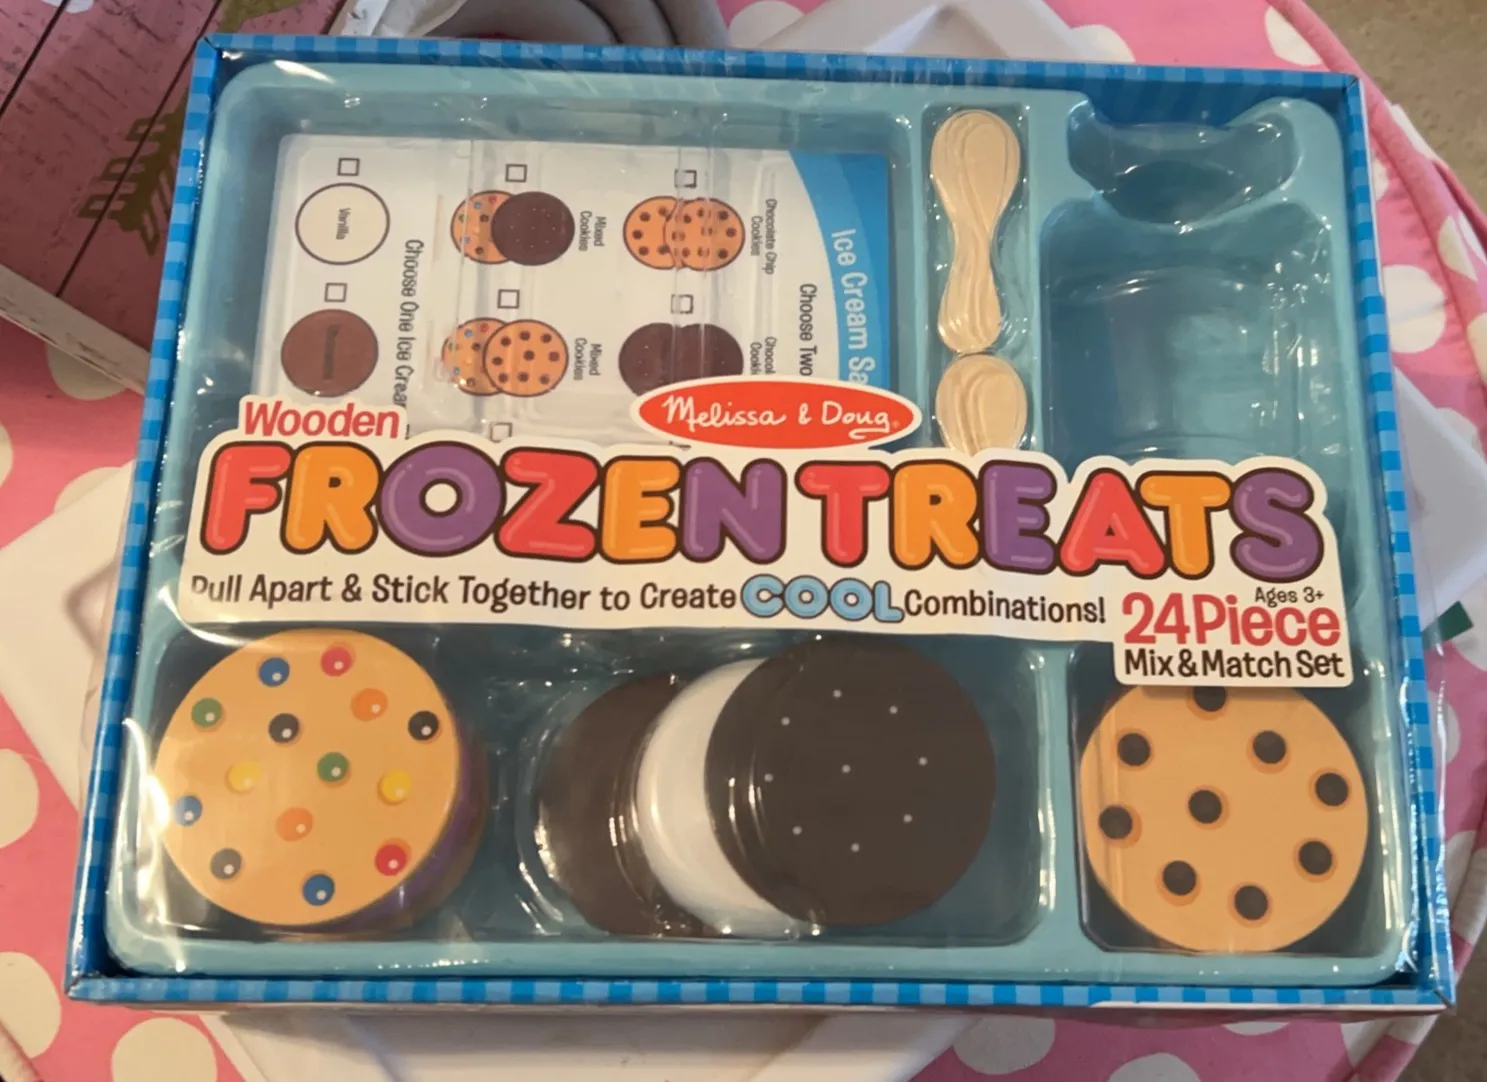 Ice Cream Sa
Choose Two
Chocolate Chip
Cookies
Mixed
Cookies
Mixed
Cookies
Choose One Ice Crea
Vanilla
Wooden
Melissa & Doug
FROZEN TREATS
Pull Apart & Stick Together to Create COOL Combinations!
Ages 3+
24 Piece
Mix & Match Set